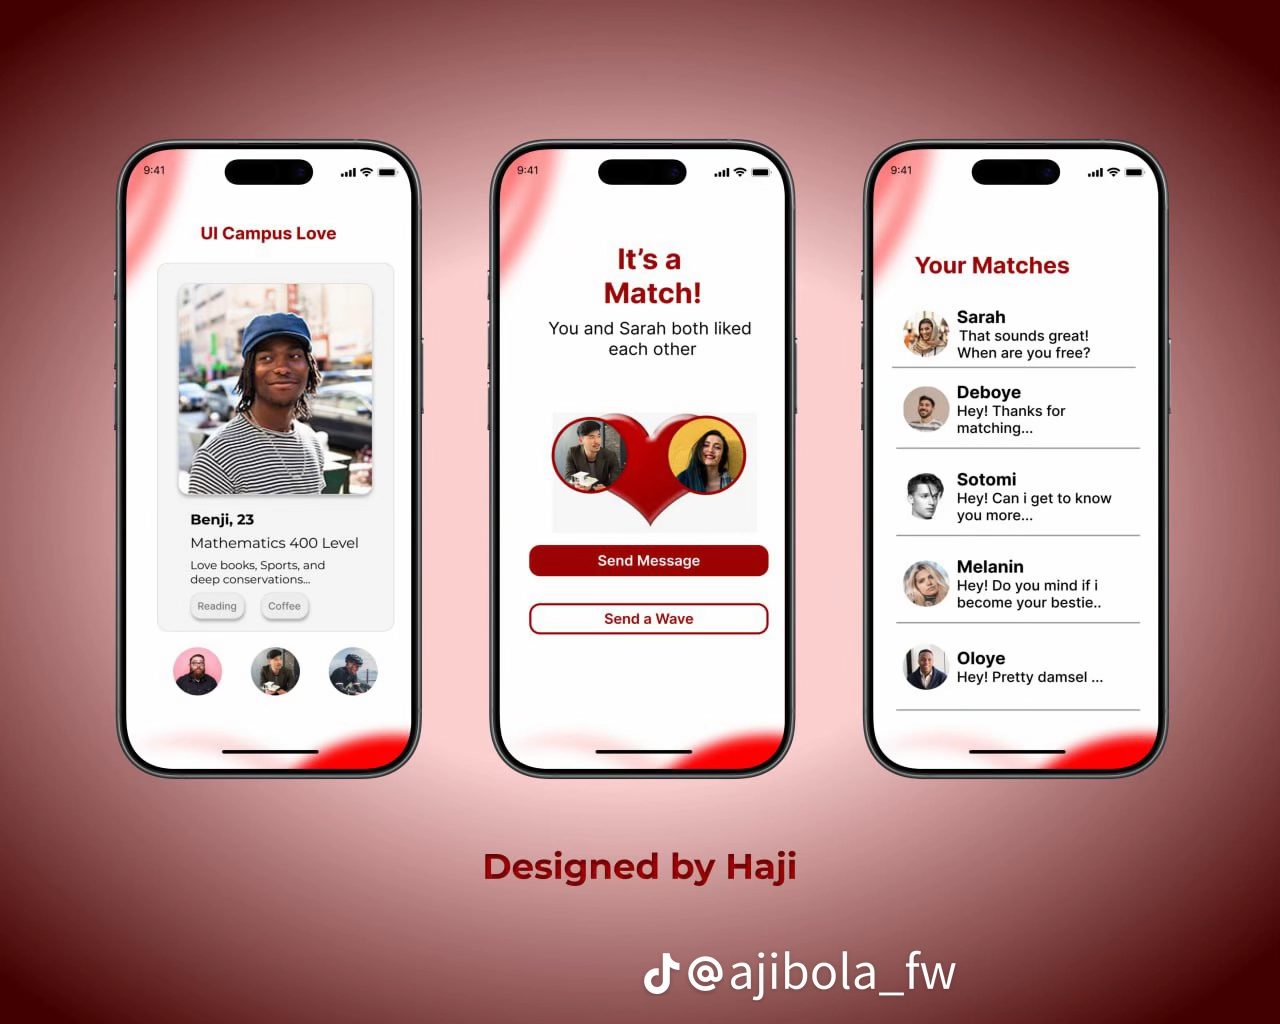 9:41
UI Campus Love
Benji, 23
Mathematics 400 Level
Love books, Sports, and
deep conservations...
Reading
Coffee
9:41
It's a
Match!
You and Sarah both liked
each other
Send Message
Send a Wave
9:41
Your Matches
Sarah
That sounds great!
When are you free?
Deboye
Hey! Thanks for
matching...
Sotomi
Hey! Can i get to know
you more...
Melanin
Hey! Do you mind if i
become your bestie..
Oloye
Hey! Pretty damsel ...
Designed by Haji
@ajibola_fw